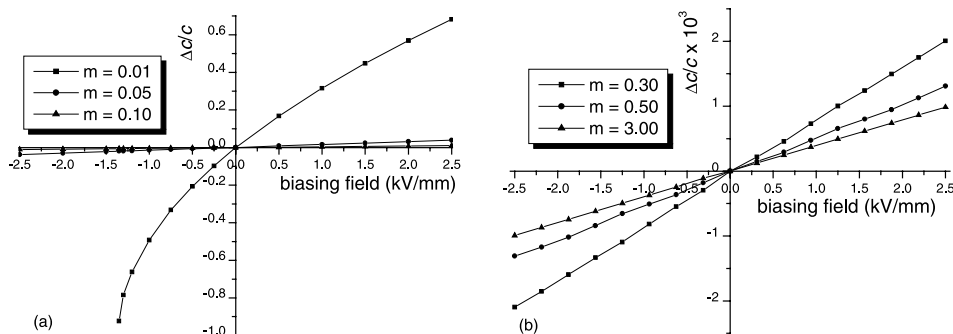 Δc/c
0.6
0.4
0.2
0.0
-0.2
-0.4
-0.6
-0.8
-1.0
m = 0.01
m = 0.05
m = 0.10
-2.5 -2.0 -1.5 -1.0 -0.5 0.0 0.5 1.0 1.5 2.0 2.5
biasing field (kV/mm)
(a)
Δc/c x 10³
2
1
0
-1
-2
m = 0.30
m = 0.50
m = 3.00
-2.5 -2.0 -1.5 -1.0 -0.5 0.0 0.5 1.0 1.5 2.0 2.5
biasing field (kV/mm)
(b)